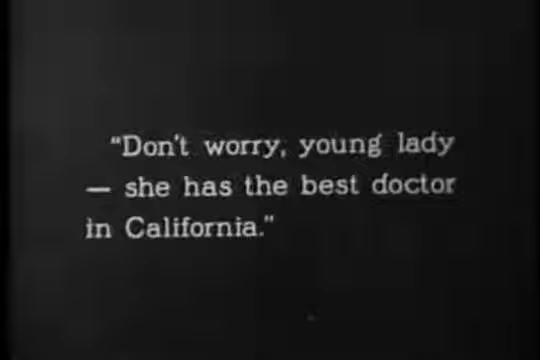 "Don't worry, young lady
— she has the best doctor
in California."